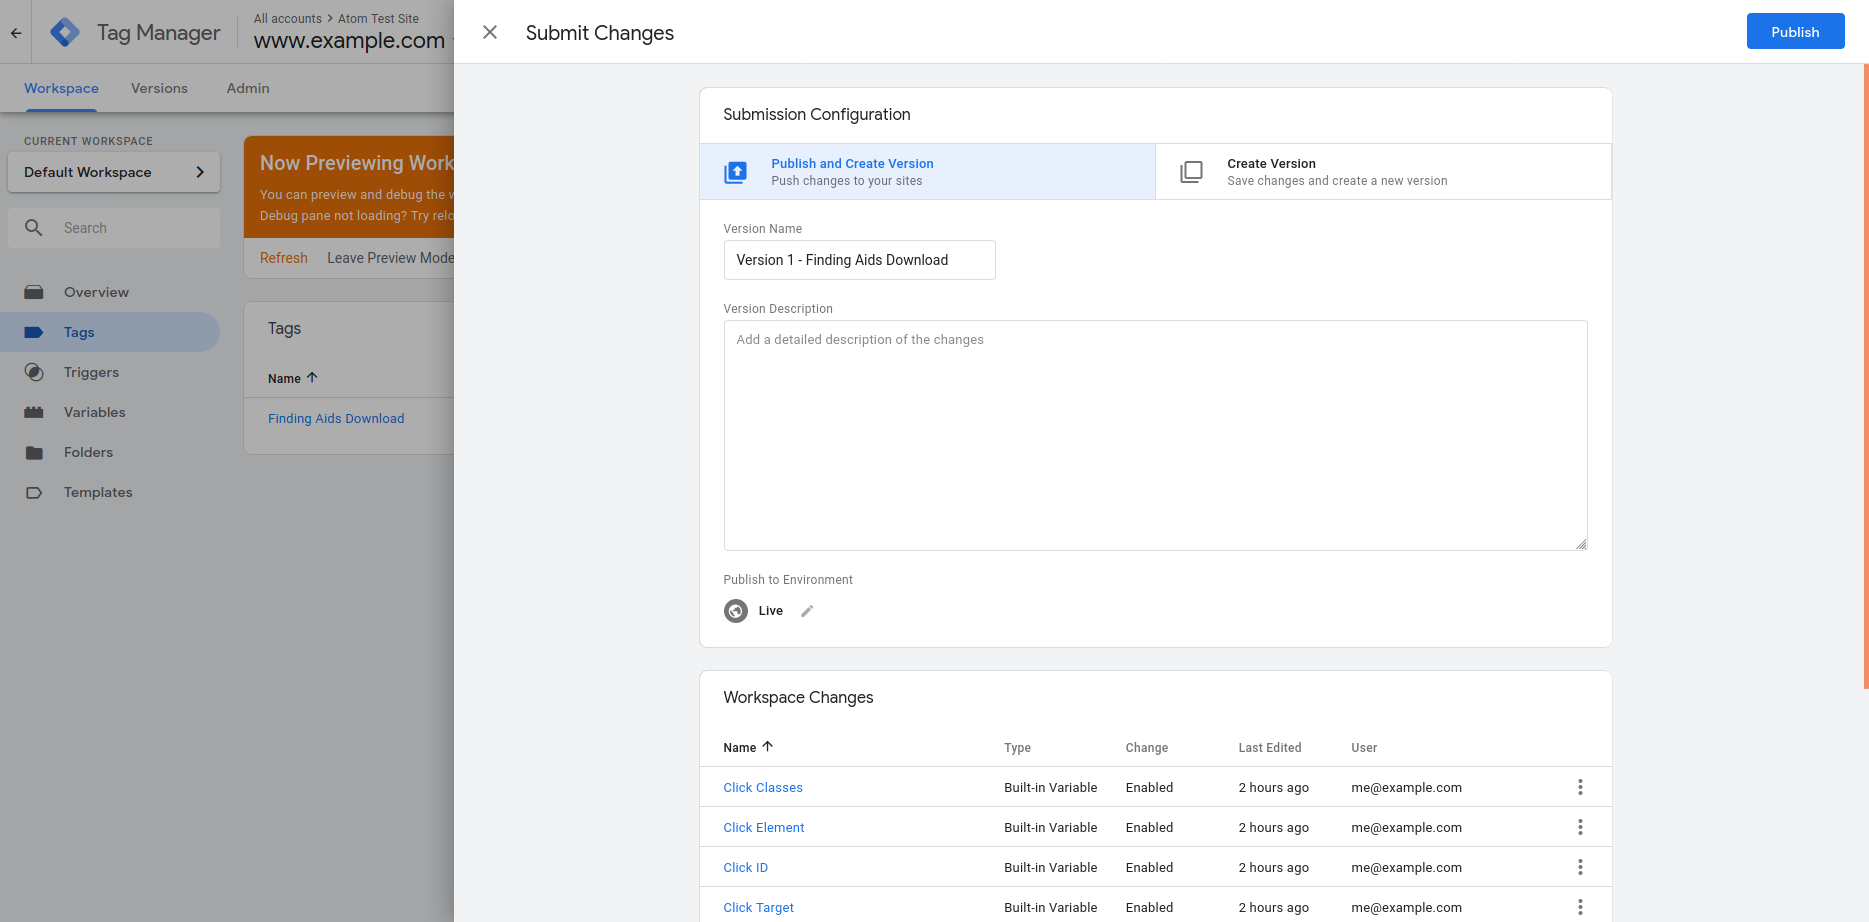 All accounts > Atom Test Site
Tag Manager
www.example.com
Submit Changes
Publish
Workspace
Versions
Admin
CURRENT WORKSPACE
Default Workspace
Search
Overview
Tags
Triggers
Variables
Folders
Templates
Now Previewing Work
You can preview and debug the w
Debug pane not loading? Try relo
Refresh
Leave Preview Mode
Tags
Name
Finding Aids Download
Submission Configuration
Publish and Create Version
Push changes to your sites
Create Version
Save changes and create a new version
Version Name
Version 1 - Finding Aids Download
Version Description
Add a detailed description of the changes
Publish to Environment
Live
Workspace Changes
Name Type Change Last Edited User
Click Classes Built-in Variable Enabled 2 hours ago me@example.com
Click Element Built-in Variable Enabled 2 hours ago me@example.com
Click ID Built-in Variable Enabled 2 hours ago me@example.com
Click Target Built-in Variable Enabled 2 hours ago me@example.com